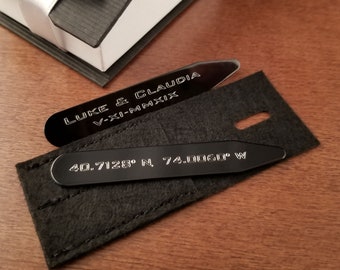 Luke & Claudia
V-XI-MMXIX
40.7128° N, 74.0060° W